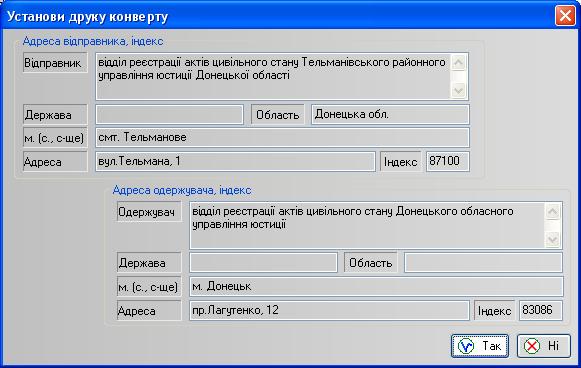 Установи друку конверту
Адреса відправника, індекс
Відправник відділ реєстрації актів цивільного стану Тельманівського районного
управління юстиції Донецької області
Держава Область Донецька обл.
м. (с., с-ще) смт. Тельманове
Адреса вул.Тельмана, 1 Індекс 87100
Адреса одержувача, індекс
Одержувач відділ реєстрації актів цивільного стану Донецького обласного
управління юстиції
Держава Область
м. (с., с-ще) м. Донецьк
Адреса пр.Лагутенко, 12 Індекс 83086
Так Ні